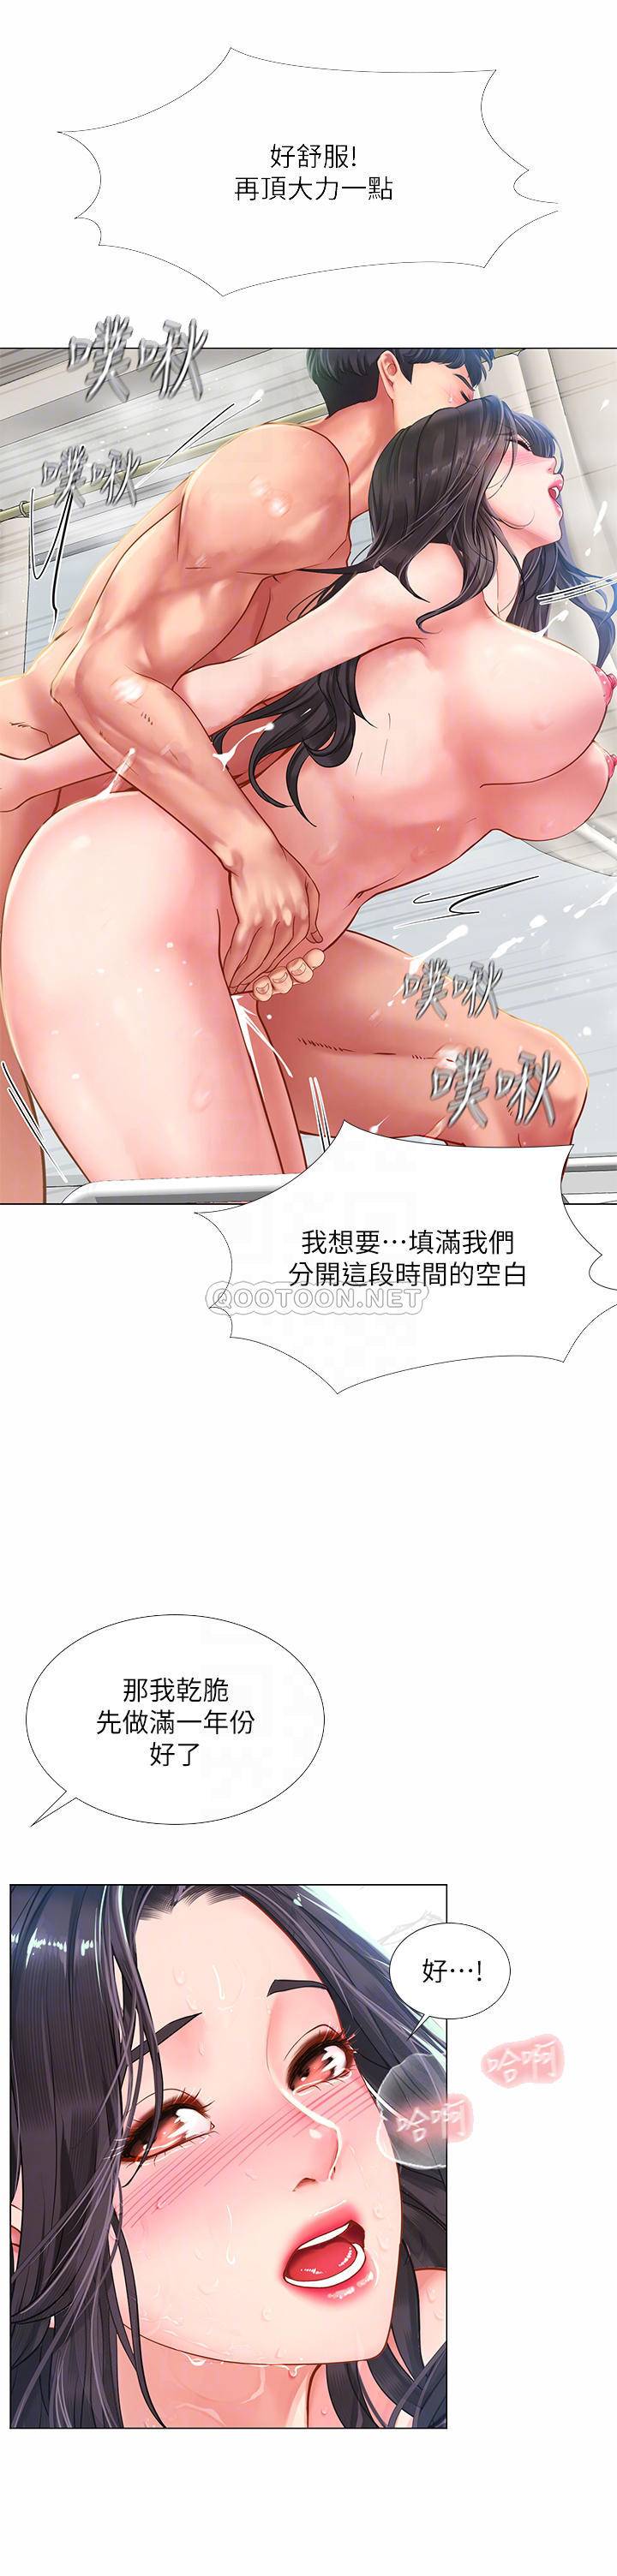 好舒服!
再頂大力一點
噗啾
噗啾
噗啾
噗啾
我想要⋯填滿我們
分開這段時間的空白
QOOTOON.NET
那我乾脆
先做滿一年份
好了
好⋯!
哈啊
哈啊